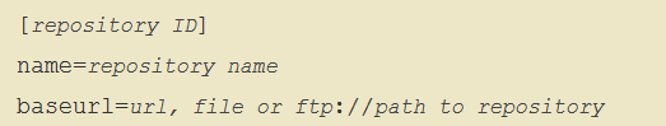 [repository ID]
name=repository name
baseurl=url, file or ftp://path to repository